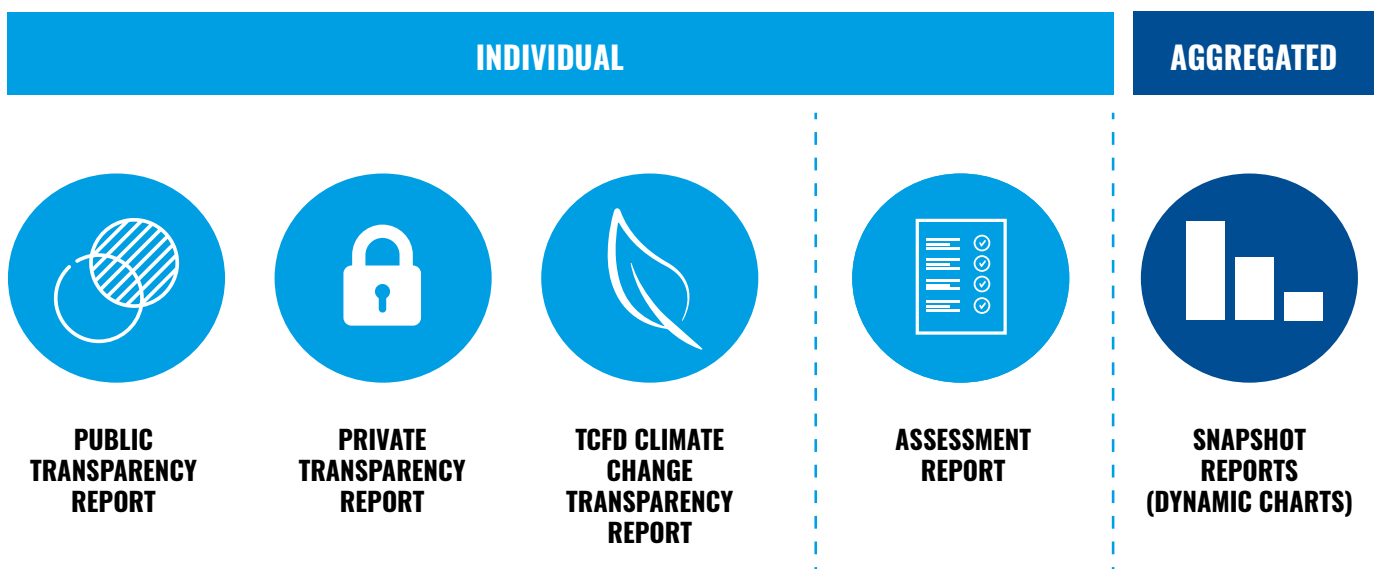 INDIVIDUAL
AGGREGATED
PUBLIC
TRANSPARENCY
REPORT
PRIVATE
TRANSPARENCY
REPORT
TCFD CLIMATE
CHANGE
TRANSPARENCY
REPORT
ASSESSMENT
REPORT
SNAPSHOT
REPORTS
(DYNAMIC CHARTS)